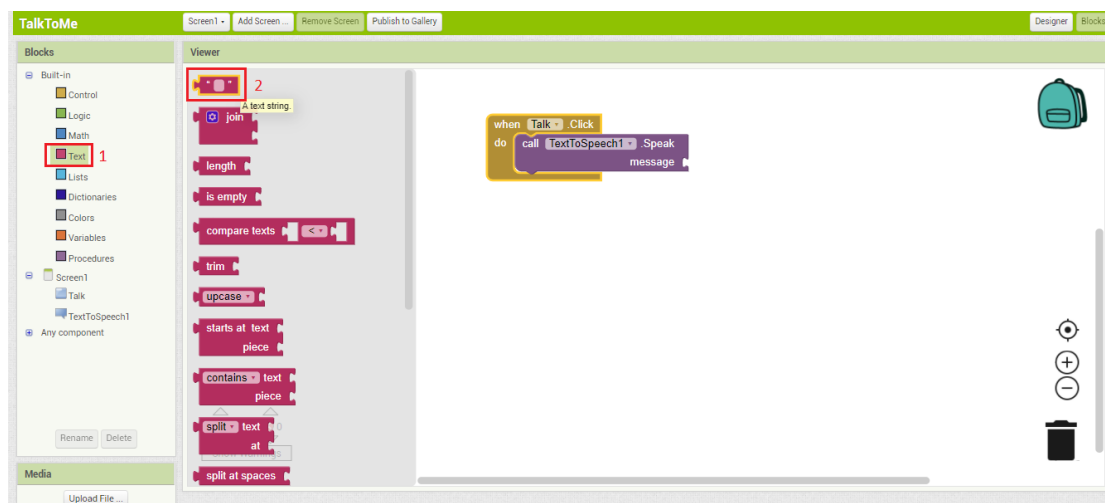 TalkToMe
Screen1 Add Screen ... Remove Screen Publish to Gallery Designer Blocks
Blocks
Viewer
Built-in
Control
Logic
Math
Text 1
Lists
Dictionaries
Colors
Variables
Procedures
Screen1
Talk
TextToSpeech1
Any component
Rename Delete
Media
Upload File ...
" " 2
A text string.
join
length
is empty
compare texts <
trim
upcase
starts at text
piece
contains text
piece
split text 0
at
split at spaces
when Talk .Click
do call TextToSpeech1 .Speak
message